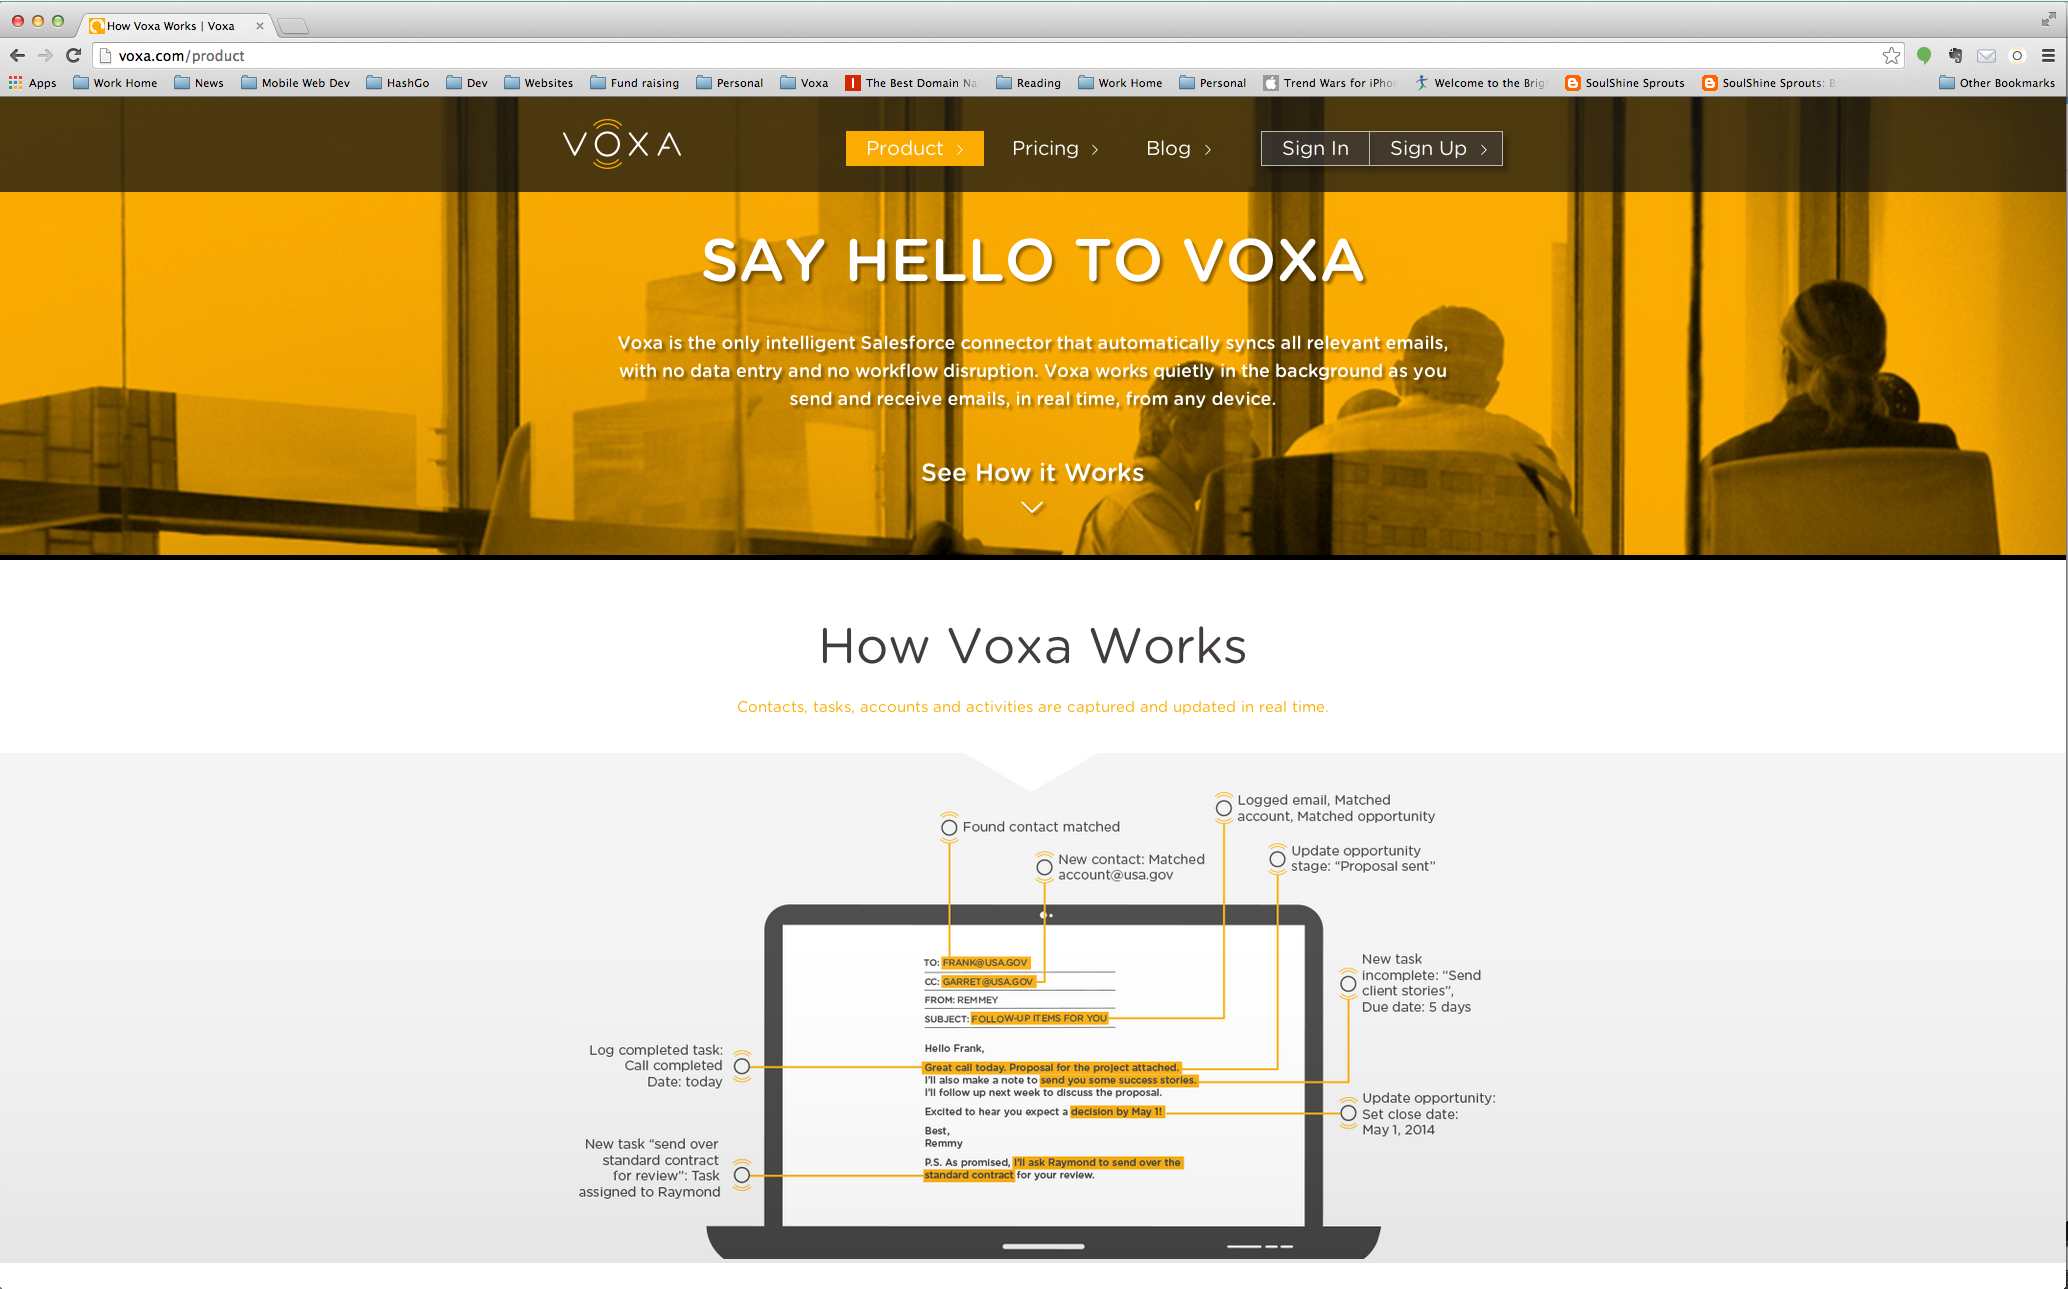 How Voxa Works | Voxa
voxa.com/product
Apps Work Home News Mobile Web Dev HashGo Dev Websites Fund raising Personal Voxa The Best Domain Na Reading Work Home Personal Trend Wars for iPhor Welcome to the Brig SoulShine Sprouts SoulShine Sprouts: B Other Bookmarks
VOXA
Product Pricing Blog Sign In Sign Up
SAY HELLO TO VOXA
Voxa is the only intelligent Salesforce connector that automatically syncs all relevant emails,
with no data entry and no workflow disruption. Voxa works quietly in the background as you
send and receive emails, in real time, from any device.
See How it Works
How Voxa Works
Contacts, tasks, accounts and activities are captured and updated in real time.
Logged email, Matched
account, Matched opportunity
Found contact matched
Update opportunity
stage: “Proposal sent”
New contact: Matched
account@usa.gov
TO: FRANK@USA.GOV
CC: GARRET@USA.GOV
FROM: REMMEY
SUBJECT: FOLLOW-UP ITEMS FOR YOU
Hello Frank,
Great call today. Proposal for the project attached.
I'll also make a note to send you some success stories.
I'll follow up next week to discuss the proposal.
Excited to hear you expect a decision by May 1!
Best,
Remmy
P.S. As promised, I'll ask Raymond to send over the
standard contract for your review.
New task
incomplete: “Send
client stories”,
Due date: 5 days
Log completed task:
Call completed
Date: today
Update opportunity:
Set close date:
May 1, 2014
New task “send over
standard contract
for review”: Task
assigned to Raymond